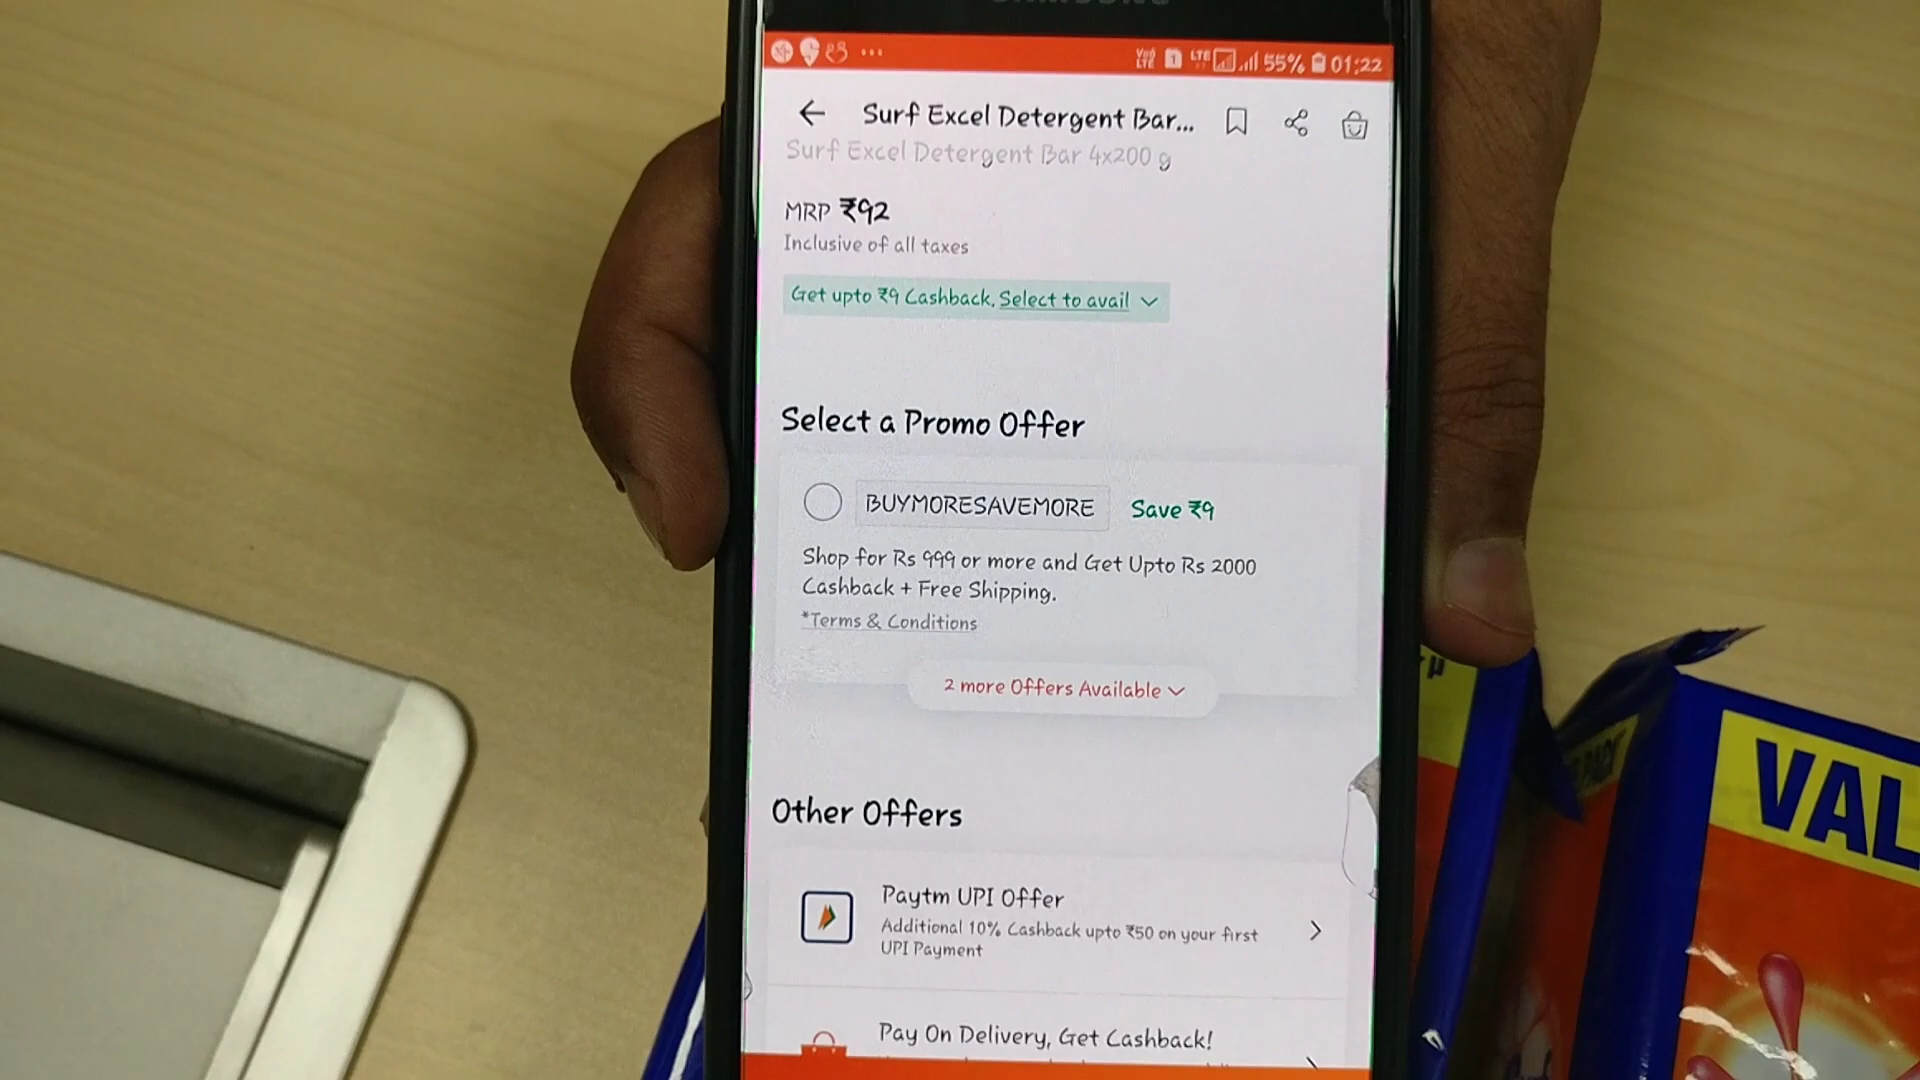 LTE 1 LTE 55% 01:22
Surf Excel Detergent Bar...
Surf Excel Detergent Bar 4x200 g
MRP ₹92
Inclusive of all taxes
Get upto ₹9 Cashback. Select to avail
Select a Promo Offer
BUYMORESAVEMORE Save ₹9
Shop for Rs 999 or more and Get Upto Rs 2000
Cashback + Free Shipping.
*Terms & Conditions
2 more Offers Available
Other Offers
Paytm UPI Offer
Additional 10% Cashback upto ₹50 on your first
UPI Payment
Pay On Delivery, Get Cashback!
VAL